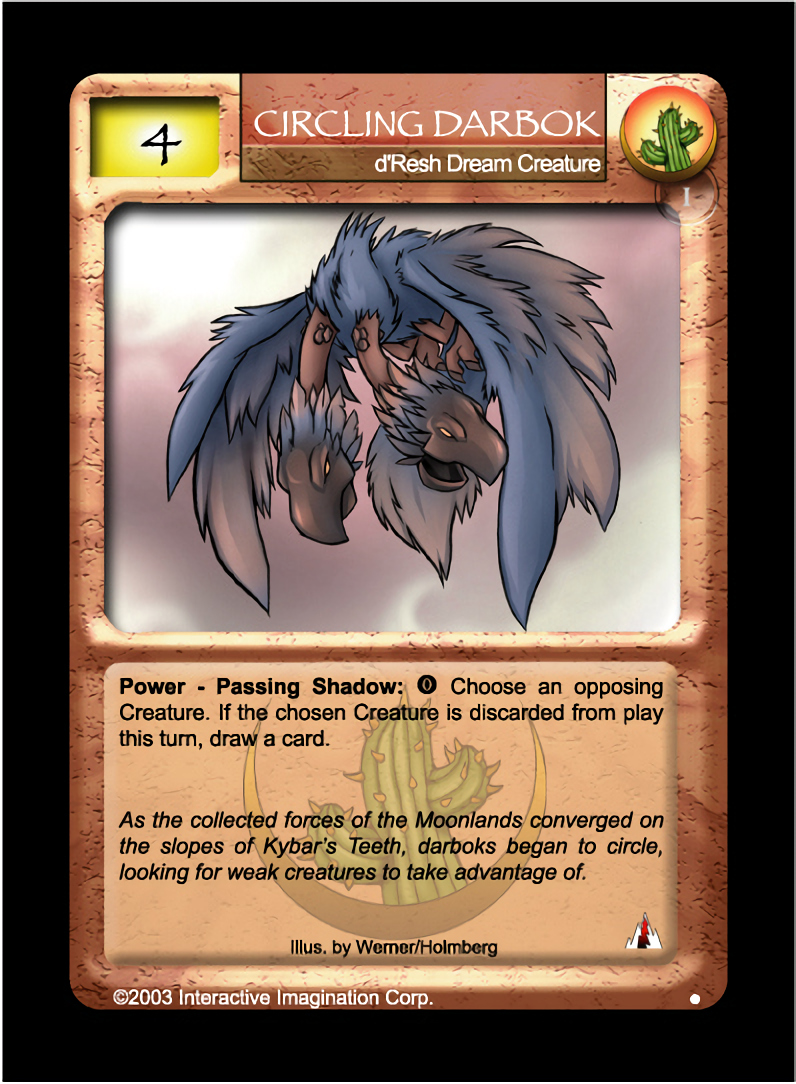 4
CIRCLING DARBOK
d'Resh Dream Creature
1
Power - Passing Shadow: 0 Choose an opposing
Creature. If the chosen Creature is discarded from play
this turn, draw a card.
As the collected forces of the Moonlands converged on
the slopes of Kybar's Teeth, darboks began to circle,
looking for weak creatures to take advantage of.
Illus. by Werner/Holmberg
©2003 Interactive Imagination Corp.